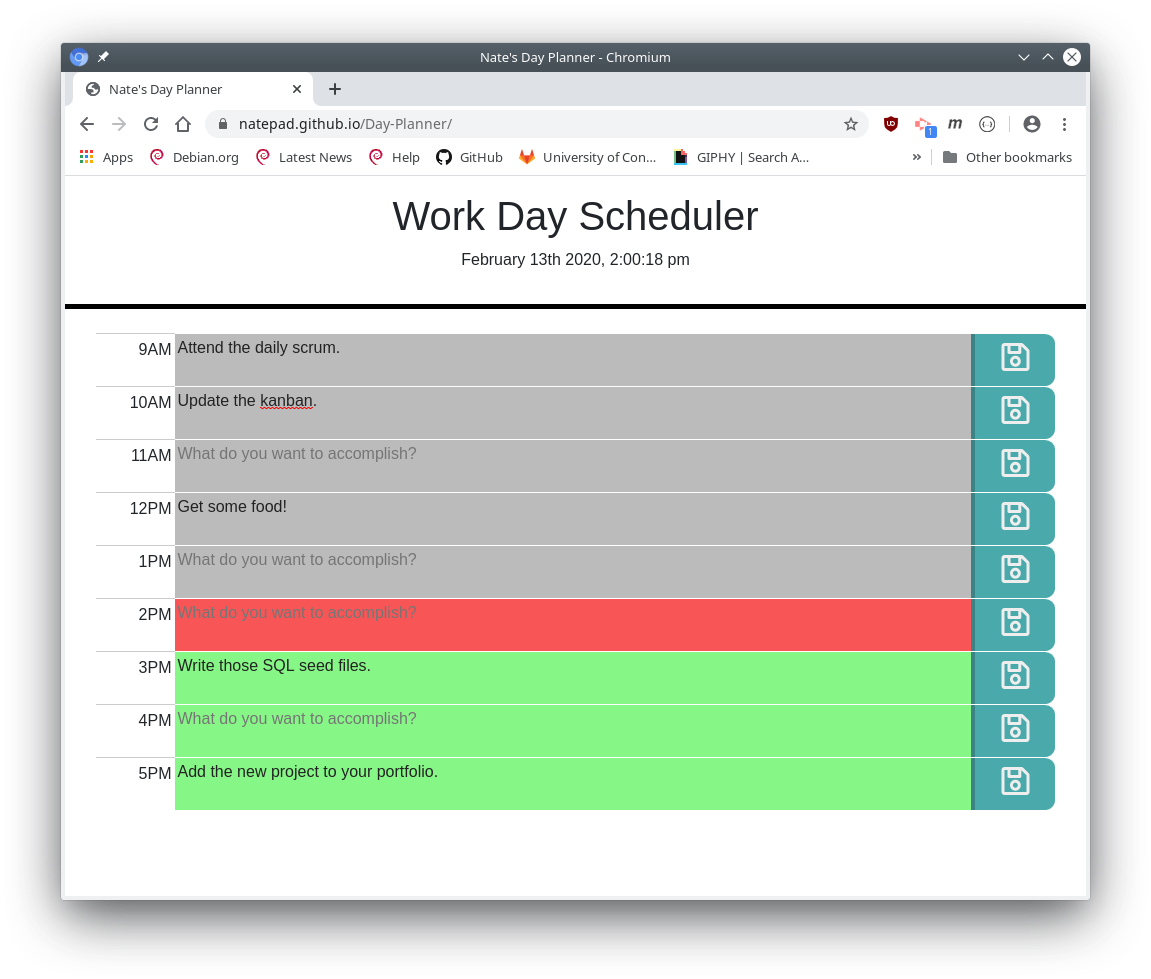 Nate's Day Planner - Chromium
Nate's Day Planner
natepad.github.io/Day-Planner/
UD
1
m
Apps Debian.org Latest News Help GitHub University of Con... GIPHY | Search A... » Other bookmarks
Work Day Scheduler
February 13th 2020, 2:00:18 pm
9AM Attend the daily scrum.
10AM Update the kanban.
11AM What do you want to accomplish?
12PM Get some food!
1PM What do you want to accomplish?
2PM What do you want to accomplish?
3PM Write those SQL seed files.
4PM What do you want to accomplish?
5PM Add the new project to your portfolio.